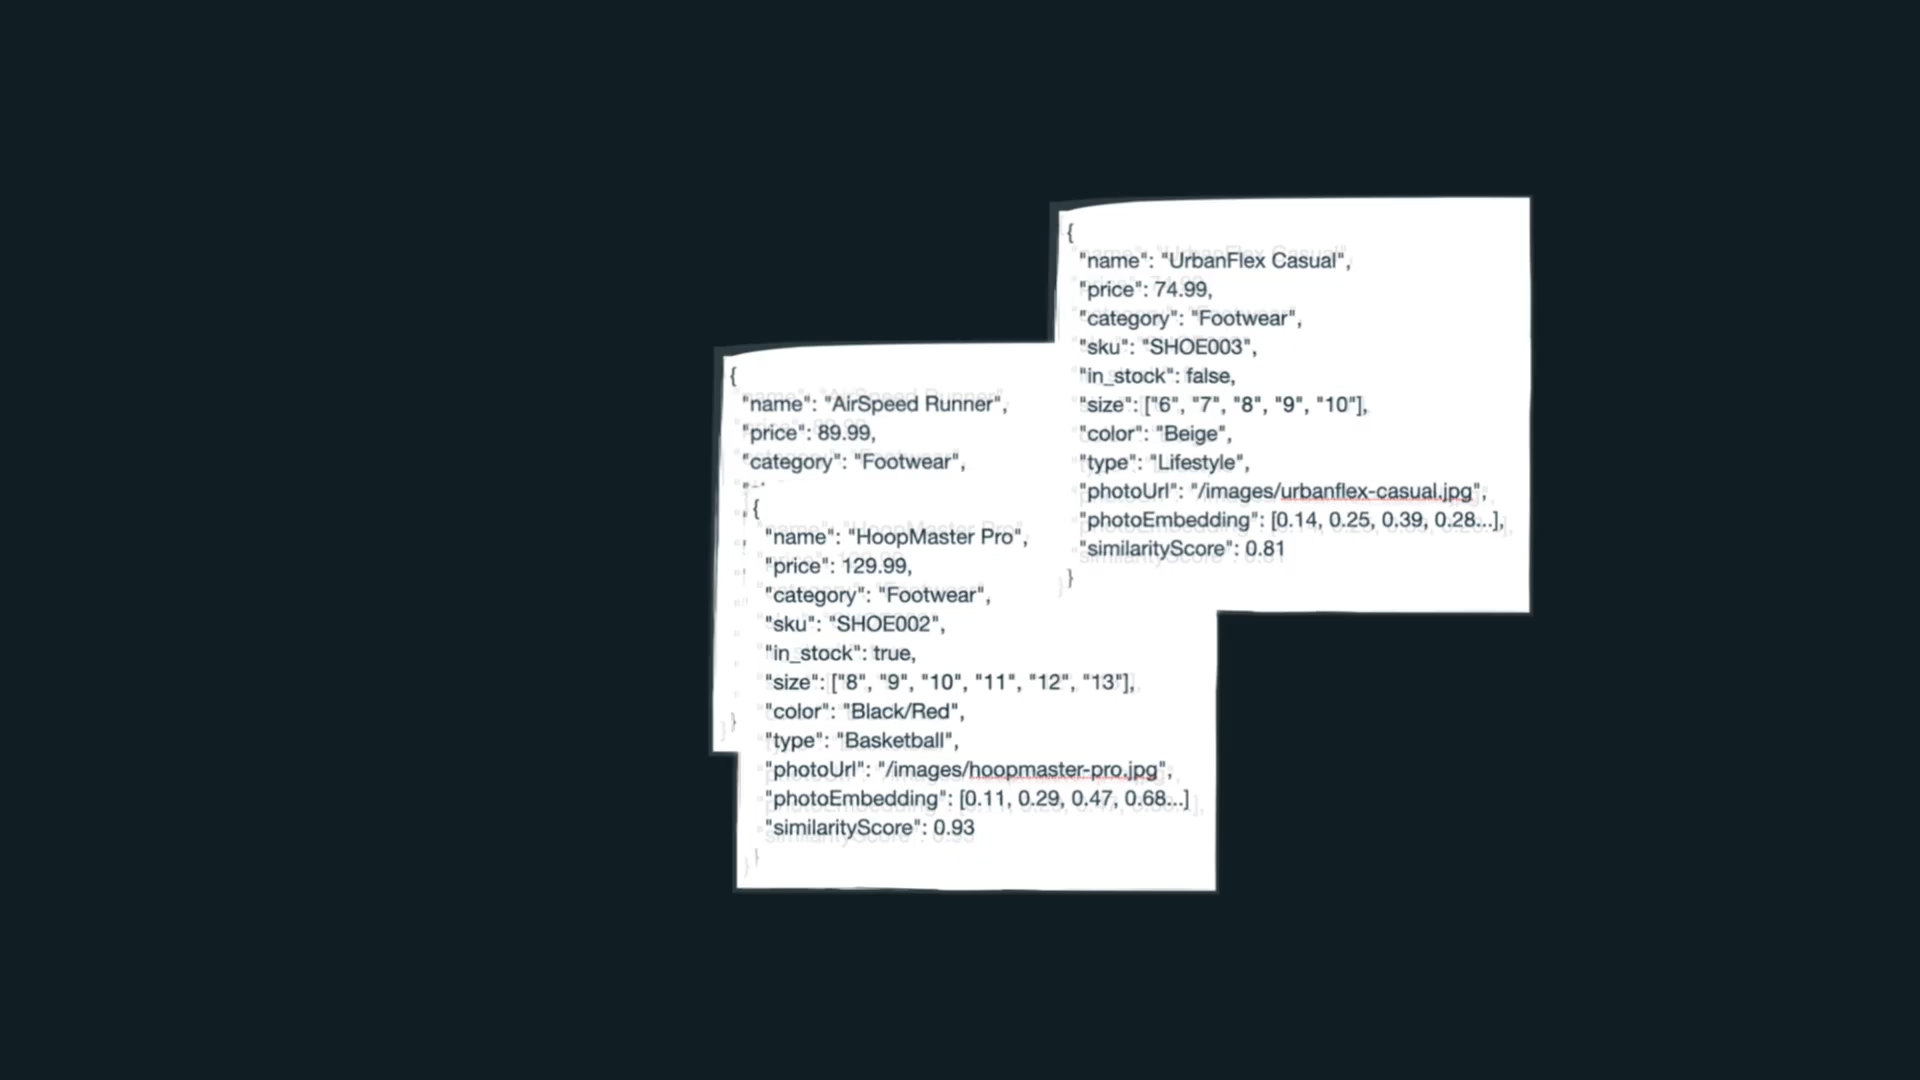 {
"name": "UrbanFlex Casual",
"price": 74.99,
"category": "Footwear",
"sku": "SHOE003",
"in_stock": false,
"size": ["6", "7", "8", "9", "10"],
"color": "Beige",
"type": "Lifestyle",
"photoUrl": "/images/urbanflex-casual.jpg",
"photoEmbedding": [0.14, 0.25, 0.39, 0.28...],
"similarityScore": 0.81
}
{
"name": "AirSpeed Runner",
"price": 89.99,
"category": "Footwear",
}
{
"name": "HoopMaster Pro",
"price": 129.99,
"category": "Footwear",
"sku": "SHOE002",
"in_stock": true,
"size": ["8", "9", "10", "11", "12", "13"],
"color": "Black/Red",
"type": "Basketball",
"photoUrl": "/images/hoopmaster-pro.jpg",
"photoEmbedding": [0.11, 0.29, 0.47, 0.68...]
"similarityScore": 0.93
}